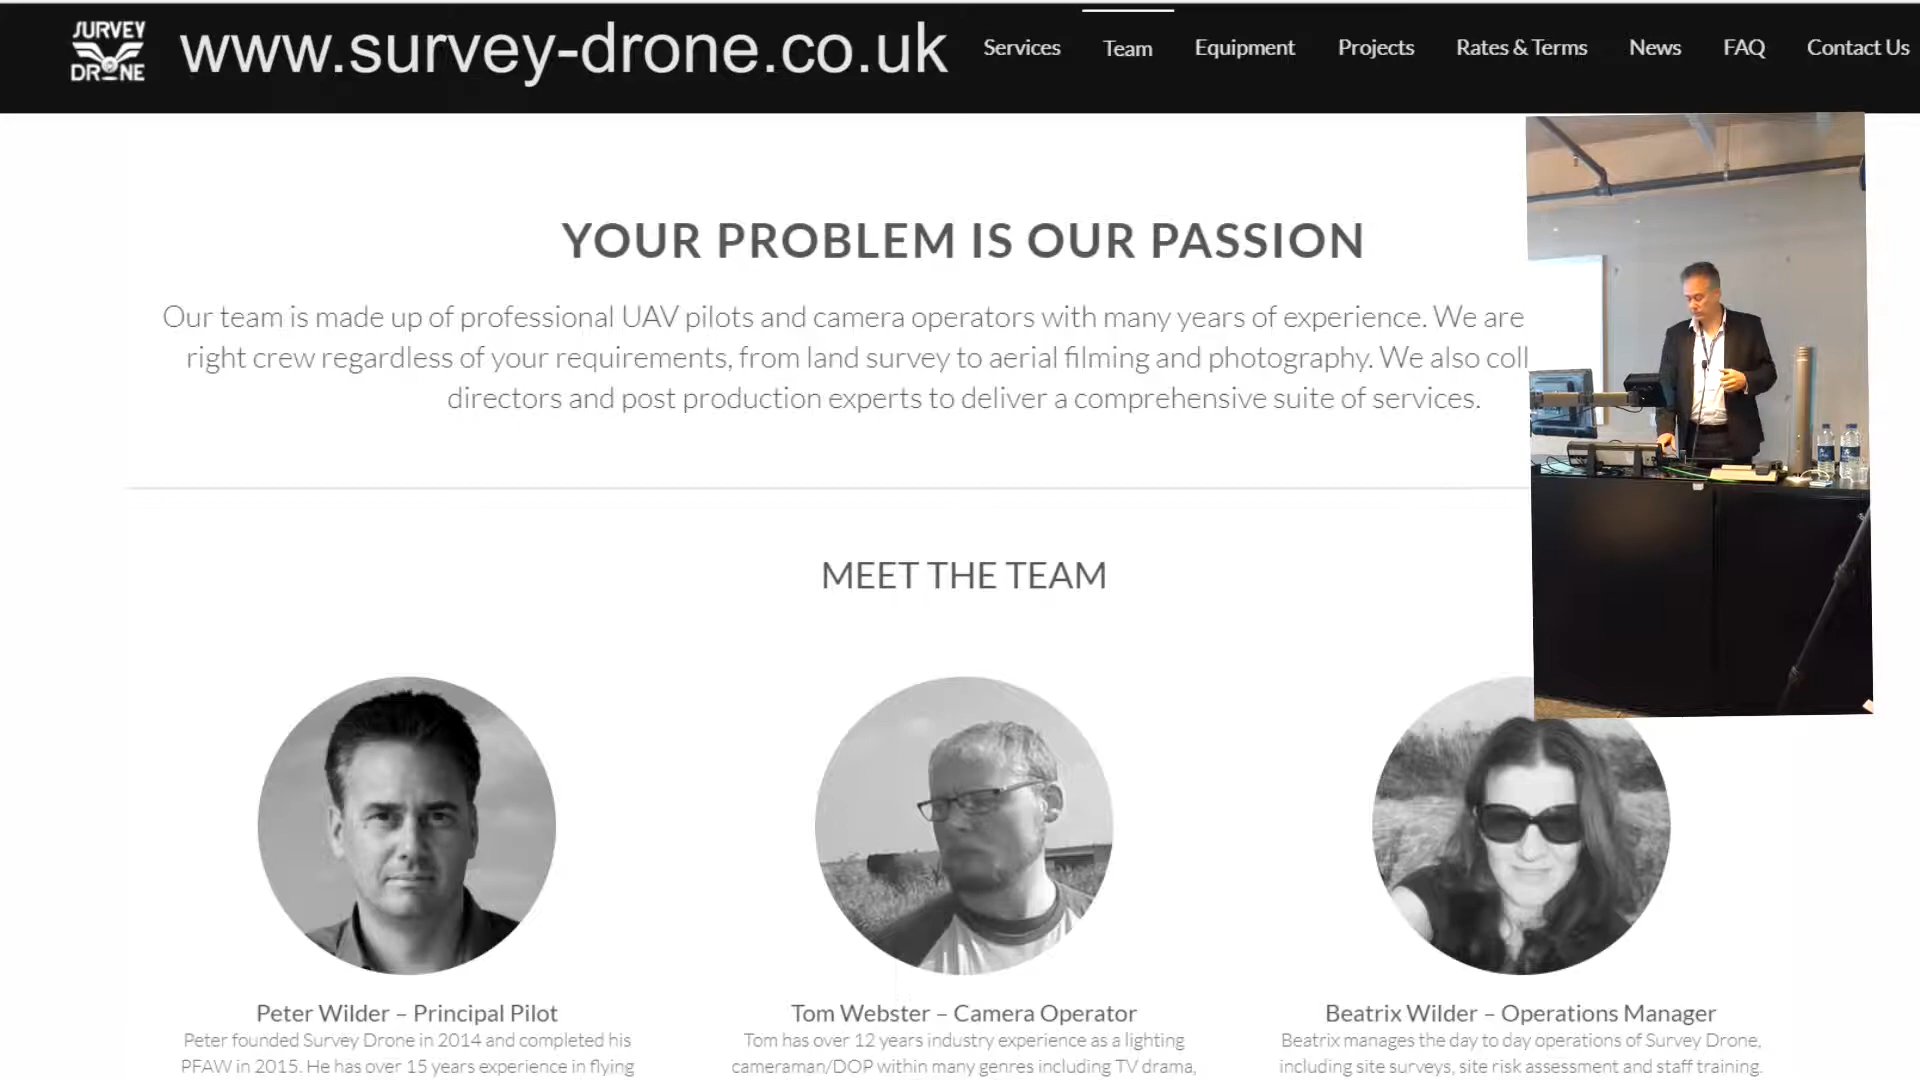 SURVEY
DRONE
www.survey-drone.co.uk
Services
Team
Equipment
Projects
Rates & Terms
News
FAQ
Contact Us
YOUR PROBLEM IS OUR PASSION
Our team is made up of professional UAV pilots and camera operators with many years of experience. We are
right crew regardless of your requirements, from land survey to aerial filming and photography. We also coll
directors and post production experts to deliver a comprehensive suite of services.
MEET THE TEAM
Peter Wilder – Principal Pilot
Peter founded Survey Drone in 2014 and completed his
PFAW in 2015. He has over 15 years experience in flying
Tom Webster – Camera Operator
Tom has over 12 years industry experience as a lighting
cameraman/DOP within many genres including TV drama,
Beatrix Wilder – Operations Manager
Beatrix manages the day to day operations of Survey Drone,
including site surveys, site risk assessment and staff training.